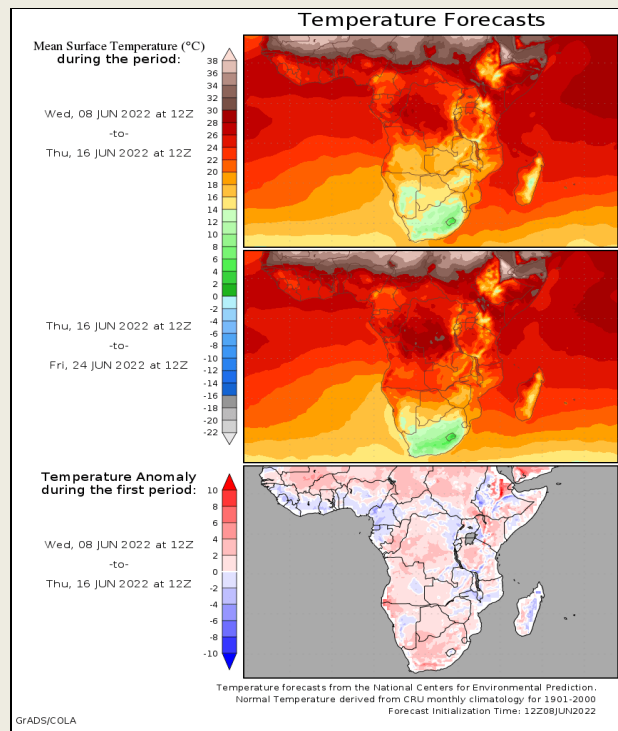 Temperature Forecasts
Mean Surface Temperature (°C)
during the period:
Wed, 08 JUN 2022 at 12Z
-to-
Thu, 16 JUN 2022 at 12Z
38
36
34
32
30
28
26
24
22
20
18
16
14
12
10
8
6
4
2
0
-2
-4
-6
-8
-10
-12
-14
-16
-18
-20
-22
Thu, 16 JUN 2022 at 12Z
-to-
Fri, 24 JUN 2022 at 12Z
Temperature Anomaly
during the first period:
Wed, 08 JUN 2022 at 12Z
-to-
Thu, 16 JUN 2022 at 12Z
10
8
6
4
2
0
-2
-4
-6
-8
-10
Temperature forecasts from the National Centers for Environmental Prediction.
Normal Temperature derived from CRU monthly climatology for 1901-2000
Forecast Initialization Time: 12Z08JUN2022
GrADS/COLA